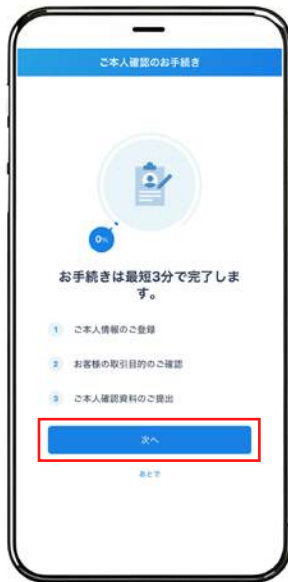 ご本人確認のお手続き
0%
お手続きは最短3分で完了しま
す。
1 ご本人情報のご登録
2 お客様の取引目的のご確認
3 ご本人確認資料のご提出
次へ
あとで